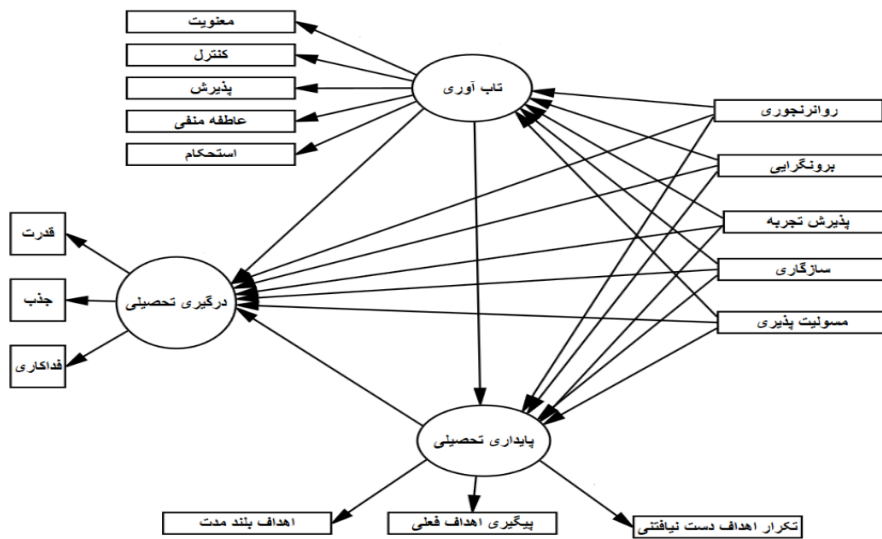 معنویت
کنترل
پذیرش
عاطفه منفی
استحکام
تاب آوری
روانرنجوری
برونگرایی
پذیرش تجربه
سازگاری
مسولیت پذیری
قدرت
جذب
فداکاری
درگیری تحصیلی
پایداری تحصیلی
تکرار اهداف دست نیافتنی
پیگیری اهداف فعلی
اهداف بلند مدت